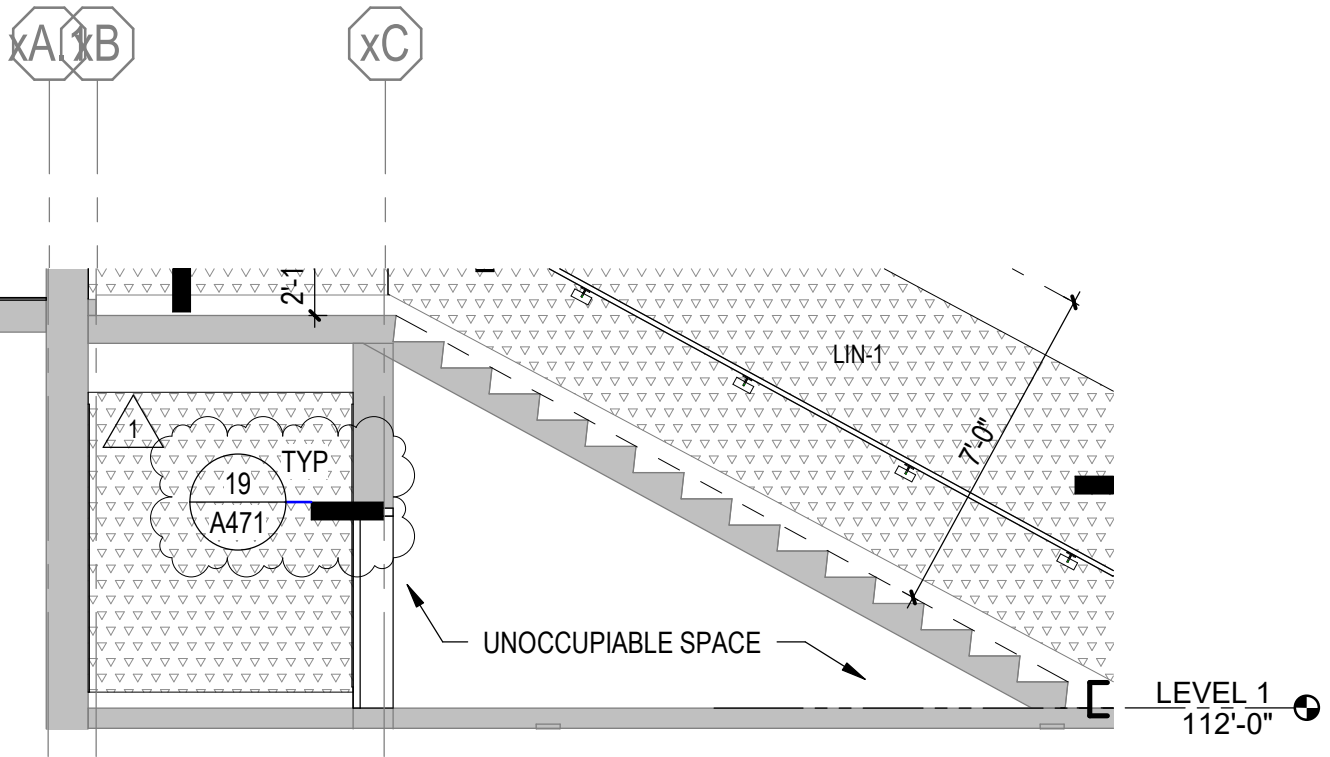 xA.1
xB
xC
2'-1
LIN-1
7'-0"
1
TYP
19
A471
UNOCCUPIABLE SPACE
LEVEL 1
112'-0"